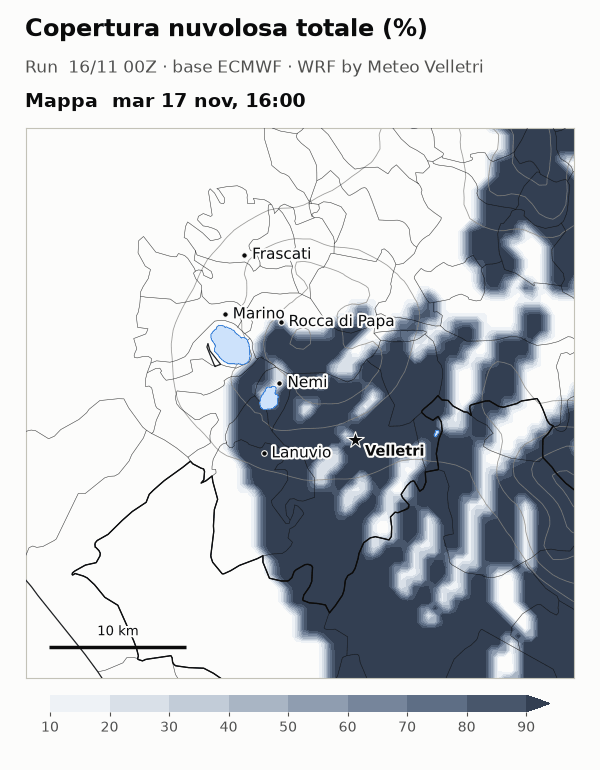 Copertura nuvolosa totale (%)
Run  16/11 00Z · base ECMWF · WRF by Meteo Velletri
Mappa  mar 17 nov, 16:00
Frascati
Marino
Rocca di Papa
Nemi
Velletri
Lanuvio
10 km
10 20 30 40 50 60 70 80 90